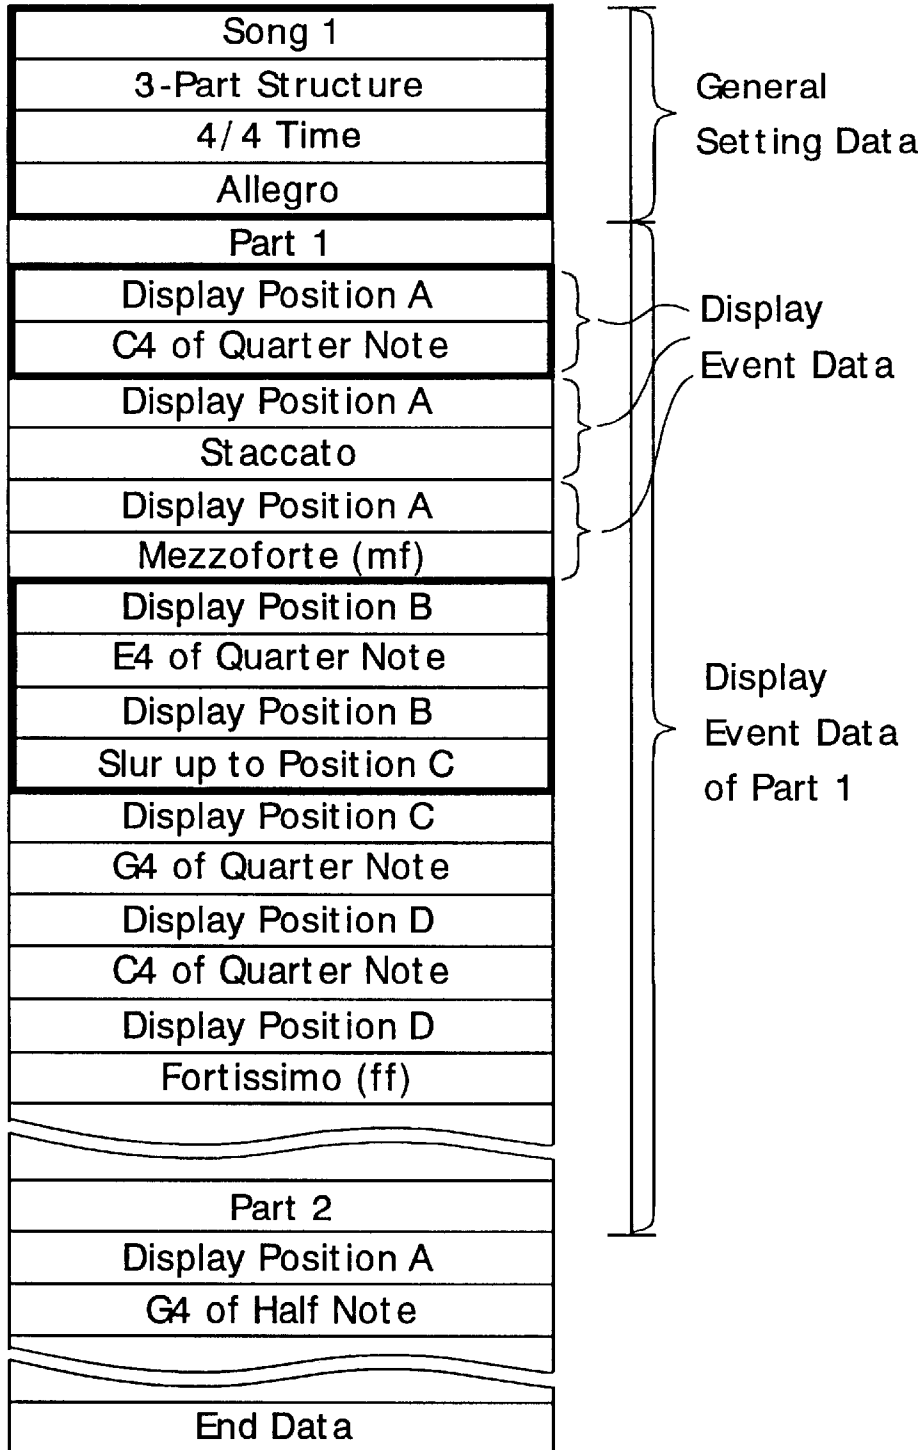 Song 1
3-Part Structure
4/4 Time
Allegro
Part 1
Display Position A
C4 of Quarter Note
Display Position A
Staccato
Display Position A
Mezzoforte (mf)
Display Position B
E4 of Quarter Note
Display Position B
Slur up to Position C
Display Position C
G4 of Quarter Note
Display Position D
C4 of Quarter Note
Display Position D
Fortissimo (ff)
Part 2
Display Position A
G4 of Half Note
End Data
General
Setting Data
Display
Event Data
Display
Event Data
of Part 1